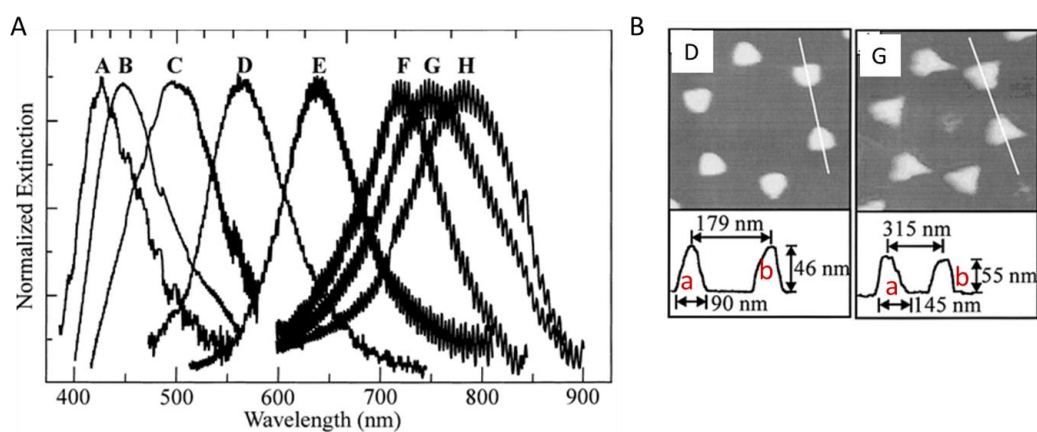 A
A B C D E F G H
Normalized Extinction
400 500 600 700 800 900
Wavelength (nm)
B
D
179 nm
a
b
46 nm
90 nm
G
315 nm
a
b
55 nm
145 nm